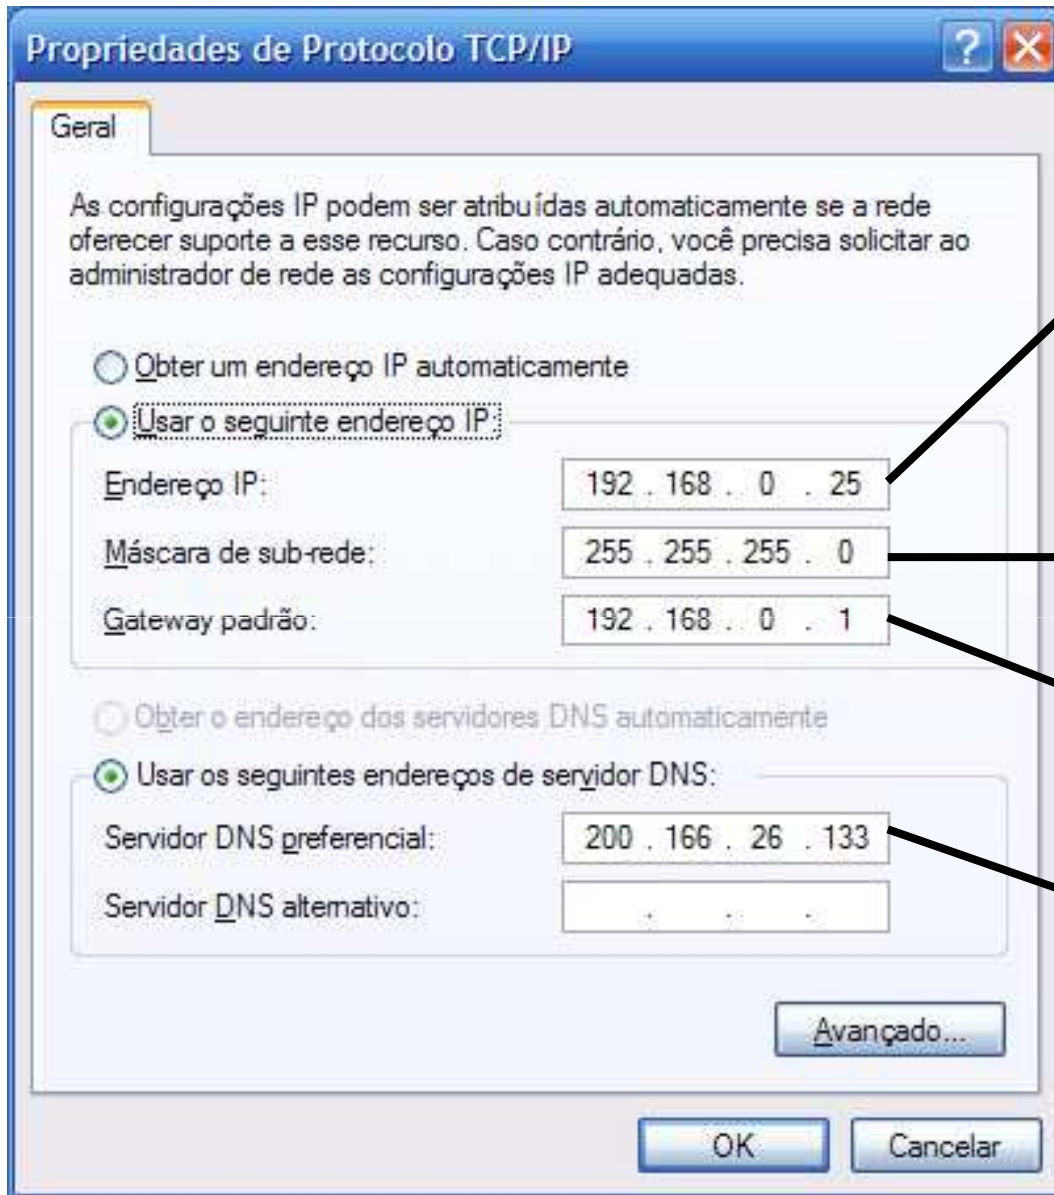 Propriedades de Protocolo TCP/IP
Geral
As configurações IP podem ser atribuídas automaticamente se a rede
oferecer suporte a esse recurso. Caso contrário, você precisa solicitar ao
administrador de rede as configurações IP adequadas.
Obter um endereço IP automaticamente
Usar o seguinte endereço IP:
Endereço IP: 192 . 168 . 0 . 25
Máscara de sub-rede: 255 . 255 . 255 . 0
Gateway padrão: 192 . 168 . 0 . 1
Obter o endereço dos servidores DNS automaticamente
Usar os seguintes endereços de servidor DNS:
Servidor DNS preferencial: 200 . 166 . 26 . 133
Servidor DNS alternativo: . . .
Avançado...
OK Cancelar